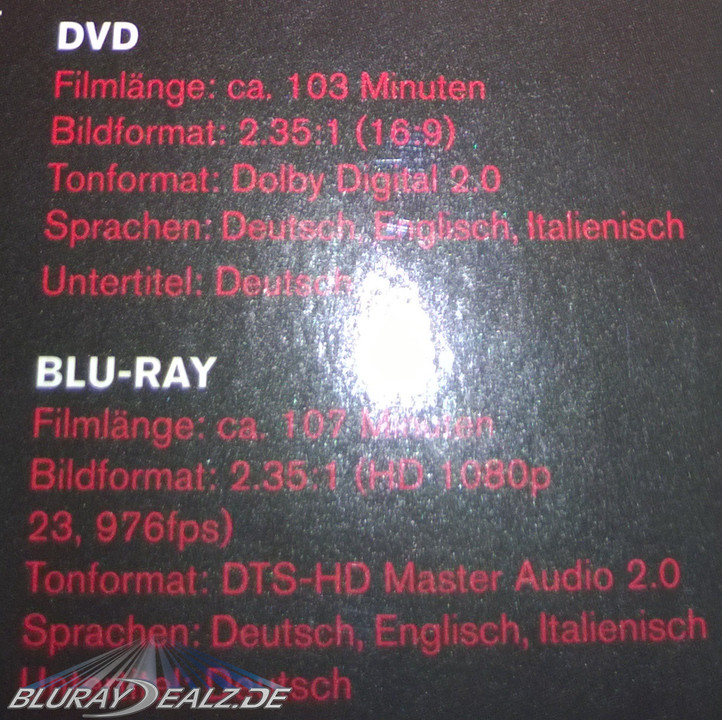 DVD
Filmlänge: ca. 103 Minuten
Bildformat: 2.35:1 (16:9)
Tonformat: Dolby Digital 2.0
Sprachen: Deutsch, Englisch, Italienisch
Untertitel: Deutsch
BLU-RAY
Filmlänge: ca. 107 Minuten
Bildformat: 2.35:1 (HD 1080p
23, 976fps)
Tonformat: DTS-HD Master Audio 2.0
Sprachen: Deutsch, Englisch, Italienisch
Untertitel: Deutsch
BLURAYDEALZ.DE